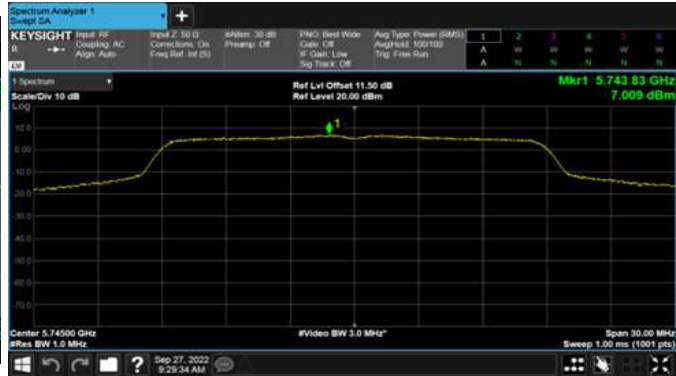 Spectrum Analyzer 1
Swept SA
+
KEYSIGHT Input: RF Input Z: 50 Ω #Atten: 30 dB PNO: Best Wide Avg Type: Power (RMS) 1 2 3 4 5 6
R Coupling: AC Corrections: On Preamp: Off Gate: Off Avg|Hold: 100/100 A W W W W W
Align: Auto Freq Ref: Int (S) IF Gain: Low Trig: Free Run
LXI Sig Track: Off A N N N N N
1 Spectrum Ref Lvl Offset 11.50 dB Mkr1 5.743 83 GHz
Scale/Div 10 dB Ref Level 20.00 dBm 7.009 dBm
Log
10.0
1
0.00
-10.0
-20.0
-30.0
-40.0
-50.0
-60.0
-70.0
Center 5.74500 GHz #Video BW 3.0 MHz* Span 30.00 MHz
#Res BW 1.0 MHz Sweep 1.00 ms (1001 pts)
? Sep 27, 2022
9:29:34 AM